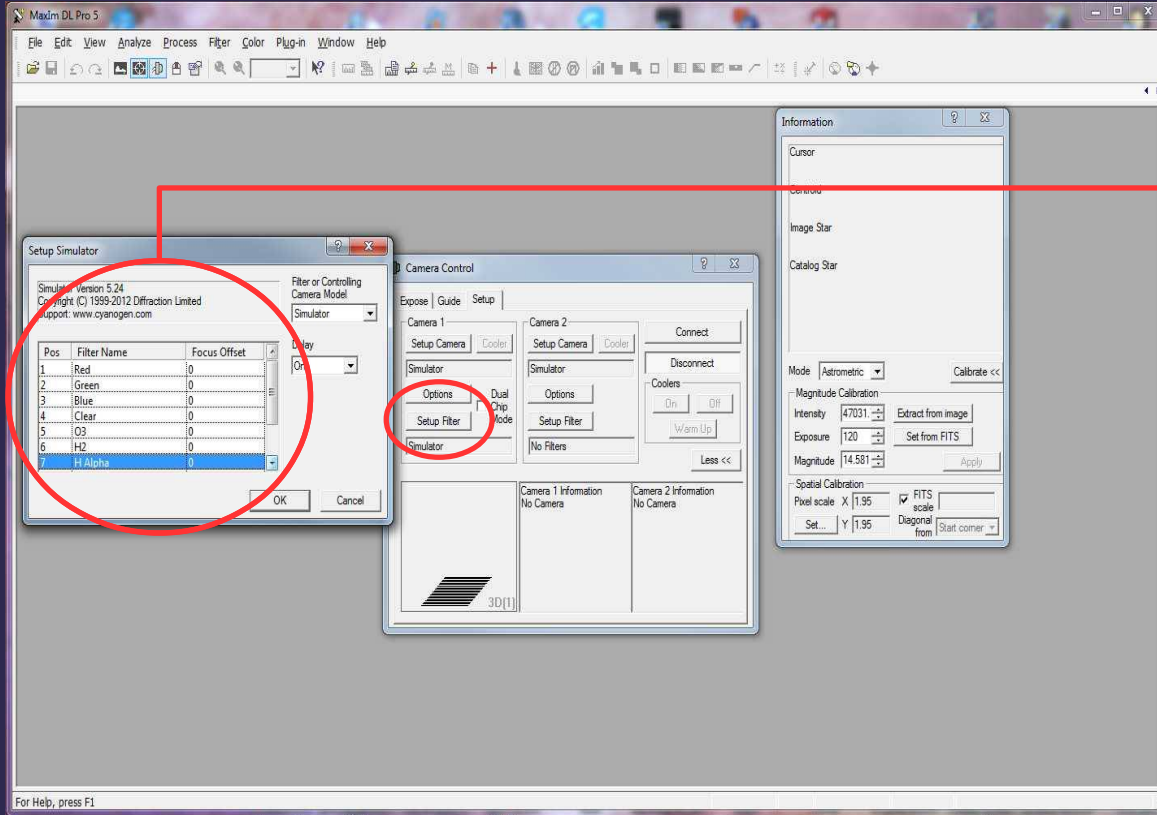 Maxim DL Pro 5
File Edit View Analyze Process Filter Color Plug-in Window Help
Setup Simulator
Simulator Version 5.24
Copyright (C) 1999-2012 Diffraction Limited
Support: www.cyanogen.com
Filter or Controlling
Camera Model
Simulator
Delay
Pos Filter Name Focus Offset
1 Red 0
2 Green 0
3 Blue 0
4 Clear 0
5 O3 0
6 H2 0
7 H Alpha 0
OK Cancel
Camera Control
Expose Guide Setup
Camera 1
Setup Camera Cooler
Simulator
Options
Dual
Chip
Mode
Setup Filter
Simulator
Camera 2
Setup Camera Cooler
Simulator
Options
Setup Filter
No Filters
Connect
Disconnect
Coolers
On Off
Warm Up
Less <<
3D[1]
Camera 1 Information
No Camera
Camera 2 Information
No Camera
Information
Cursor
Centroid
Image Star
Catalog Star
Mode Astrometric Calibrate <<
Magnitude Calibration
Intensity 47031. Extract from image
Exposure 120 Set from FITS
Magnitude 14.581 Apply
Spatial Calibration
Pixel scale X 1.95 FITS
scale
Set... Y 1.95 Diagonal
from Start corner
For Help, press F1